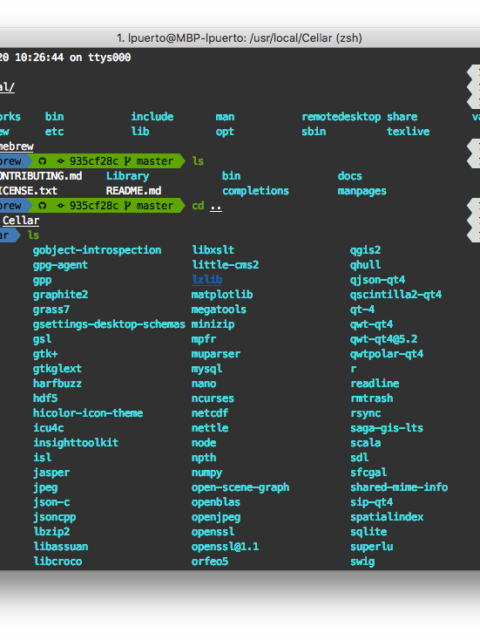 1. lpuerto@MBP-lpuerto: /usr/local/Cellar (zsh)
20 10:26:44 on ttys000
al/
orks bin include man remotedesktop share va
ew etc lib opt sbin texlive
mebrew
brew 935cf28c master ls
ONTRIBUTING.md Library bin docs
ICENSE.txt README.md completions manpages
brew 935cf28c master cd ..
Cellar
ar ls
gobject-introspection libxslt qgis2
gpg-agent little-cms2 qhull
gpp lzlib qjson-qt4
graphite2 matplotlib qscintilla2-qt4
grass7 megatools qt-4
gsettings-desktop-schemas minizip qwt-qt4
gsl mpfr qwt-qt4@5.2
gtk+ muparser qwtpolar-qt4
gtkglext mysql r
harfbuzz nano readline
hdf5 ncurses rmtrash
hicolor-icon-theme netcdf rsync
icu4c nettle saga-gis-lts
insighttoolkit node scala
isl npth sdl
jasper numpy sfcgal
jpeg open-scene-graph shared-mime-info
json-c openblas sip-qt4
jsoncpp openjpeg spatialindex
lbzip2 openssl sqlite
libassuan openssl@1.1 superlu
libcroco orfeo5 swig